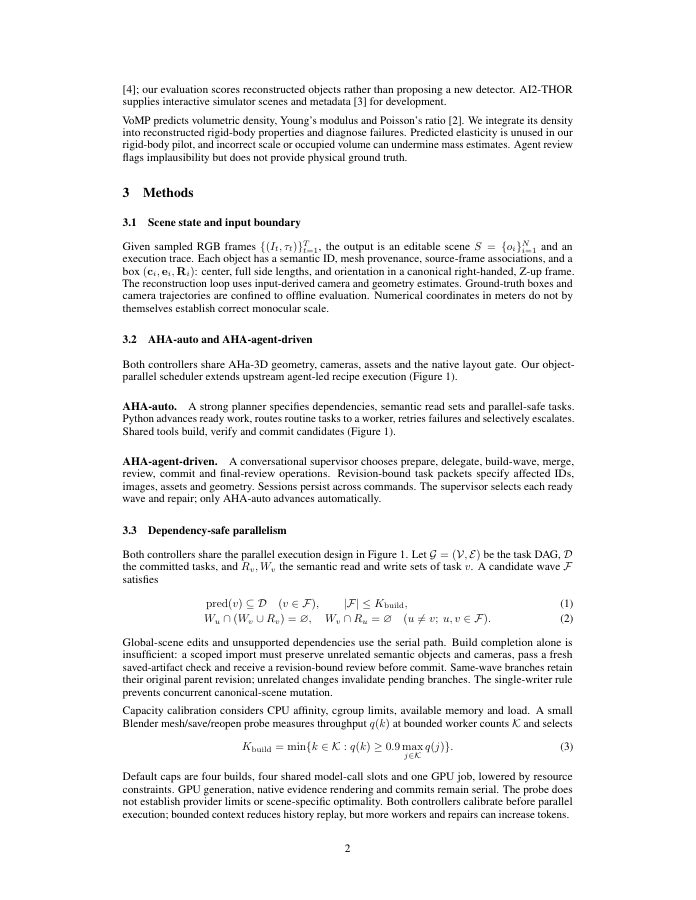 [4]; our evaluation scores reconstructed objects rather than proposing a new detector. AI2-THOR
supplies interactive simulator scenes and metadata [3] for development.
VoMP predicts volumetric density, Young's modulus and Poisson's ratio [2]. We integrate its density
into reconstructed rigid-body properties and diagnose failures. Predicted elasticity is unused in our
rigid-body pilot, and incorrect scale or occupied volume can undermine mass estimates. Agent review
flags implausibility but does not provide physical ground truth.
3 Methods
3.1 Scene state and input boundary
Given sampled RGB frames {(I_t, τ_t)}_{t=1}^T, the output is an editable scene S = {o_i}_{i=1}^N and an
execution trace. Each object has a semantic ID, mesh provenance, source-frame associations, and a
box (c_i, e_i, R_i): center, full side lengths, and orientation in a canonical right-handed, Z-up frame.
The reconstruction loop uses input-derived camera and geometry estimates. Ground-truth boxes and
camera trajectories are confined to offline evaluation. Numerical coordinates in meters do not by
themselves establish correct monocular scale.
3.2 AHA-auto and AHA-agent-driven
Both controllers share AHa-3D geometry, cameras, assets and the native layout gate. Our object-
parallel scheduler extends upstream agent-led recipe execution (Figure 1).
AHA-auto. A strong planner specifies dependencies, semantic read sets and parallel-safe tasks.
Python advances ready work, routes routine tasks to a worker, retries failures and selectively escalates.
Shared tools build, verify and commit candidates (Figure 1).
AHA-agent-driven. A conversational supervisor chooses prepare, delegate, build-wave, merge,
review, commit and final-review operations. Revision-bound task packets specify affected IDs,
images, assets and geometry. Sessions persist across commands. The supervisor selects each ready
wave and repair; only AHA-auto advances automatically.
3.3 Dependency-safe parallelism
Both controllers share the parallel execution design in Figure 1. Let 𝒢 = (𝒱, ℰ) be the task DAG, 𝒟
the committed tasks, and R_v, W_v the semantic read and write sets of task v. A candidate wave ℱ
satisfies
pred(v) ⊆ 𝒟 (v ∈ ℱ), |ℱ| ≤ K_build, (1)
W_u ∩ (W_v ∪ R_v) = ∅, W_v ∩ R_u = ∅ (u ≠ v; u, v ∈ ℱ). (2)
Global-scene edits and unsupported dependencies use the serial path. Build completion alone is
insufficient: a scoped import must preserve unrelated semantic objects and cameras, pass a fresh
saved-artifact check and receive a revision-bound review before commit. Same-wave branches retain
their original parent revision; unrelated changes invalidate pending branches. The single-writer rule
prevents concurrent canonical-scene mutation.
Capacity calibration considers CPU affinity, cgroup limits, available memory and load. A small
Blender mesh/save/reopen probe measures throughput q(k) at bounded worker counts 𝒦 and selects
K_build = min{k ∈ 𝒦 : q(k) ≥ 0.9 max_{j∈𝒦} q(j)}. (3)
Default caps are four builds, four shared model-call slots and one GPU job, lowered by resource
constraints. GPU generation, native evidence rendering and commits remain serial. The probe does
not establish provider limits or scene-specific optimality. Both controllers calibrate before parallel
execution; bounded context reduces history replay, but more workers and repairs can increase tokens.
2